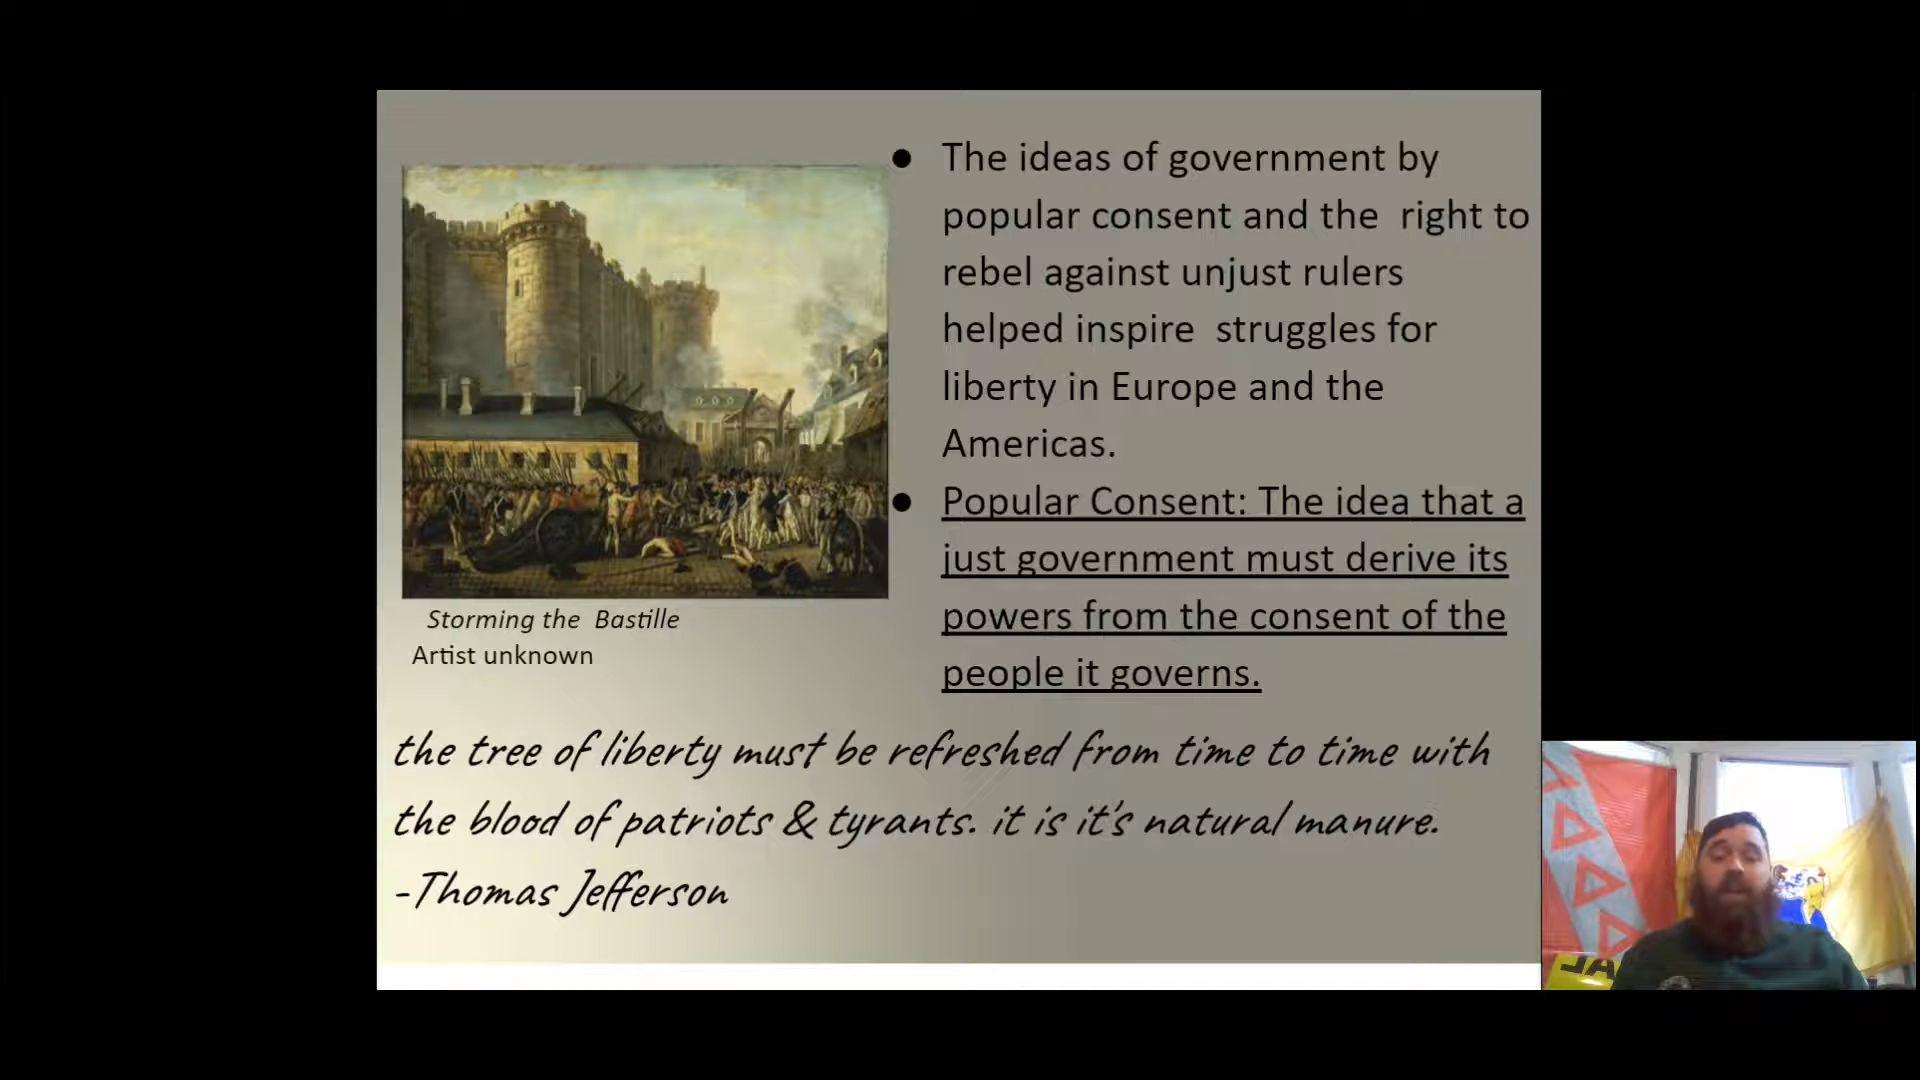 ● The ideas of government by
popular consent and the right to
rebel against unjust rulers
helped inspire struggles for
liberty in Europe and the
Americas.
● Popular Consent: The idea that a
just government must derive its
powers from the consent of the
people it governs.
Storming the Bastille
Artist unknown
the tree of liberty must be refreshed from time to time with
the blood of patriots & tyrants. it is it's natural manure.
-Thomas Jefferson